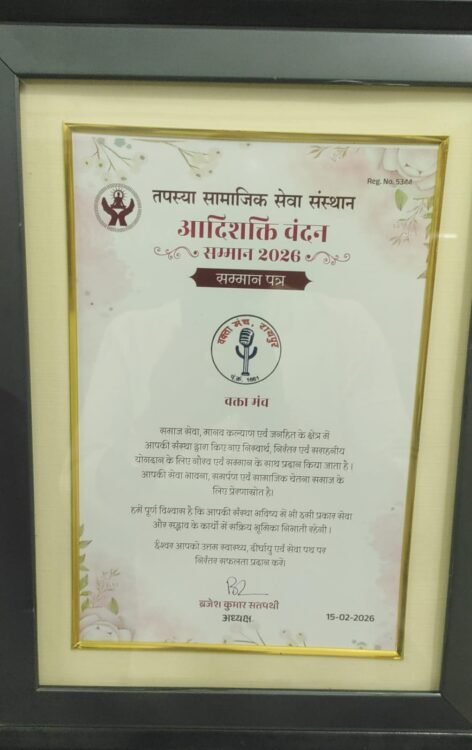 Reg. No. 5344
तपस्या सामाजिक सेवा संस्थान
आदिशक्ति वंदन
सम्मान 2026
सम्मान पत्र
वक्ता मंच, रायपुर
पं.क्र. 1661
वक्ता मंच
समाज सेवा, मानव कल्याण एवं जनहित के क्षेत्र में
आपकी संस्था द्वारा किए गए निस्वार्थ, निरंतर एवं सराहनीय
योगदान के लिए गौरव एवं सम्मान के साथ प्रदान किया जाता है।
आपकी सेवा भावना, समर्पण एवं सामाजिक चेतना समाज के
लिए प्रेरणास्रोत है।
हमें पूर्ण विश्वास है कि आपकी संस्था भविष्य में भी इसी प्रकार सेवा
और सद्भाव के कार्यों में सक्रिय भूमिका निभाती रहेगी।
ईश्वर आपको उत्तम स्वास्थ्य, दीर्घायु एवं सेवा पथ पर
निरंतर सफलता प्रदान करें।
ब्रजेश कुमार सतपथी
अध्यक्ष
15-02-2026